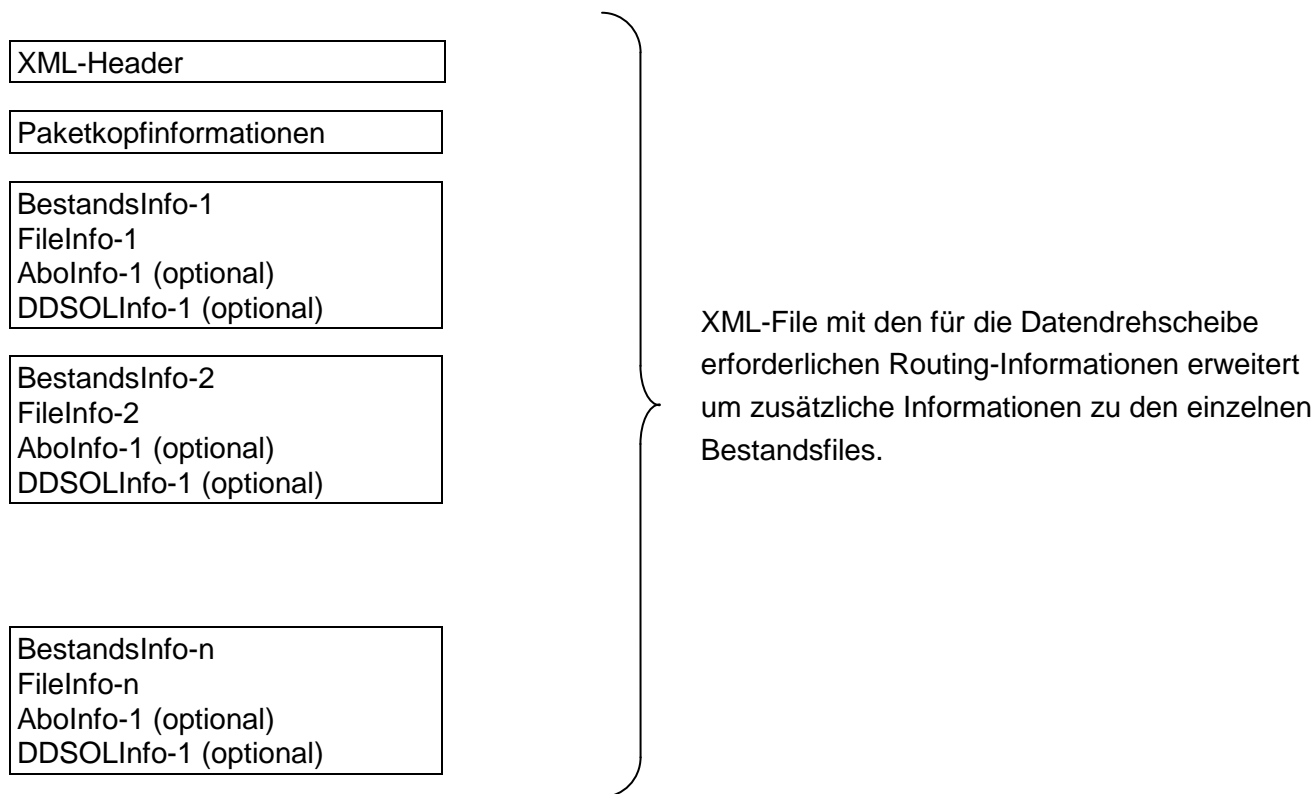 XML-Header
Paketkopfinformationen
BestandsInfo-1
FileInfo-1
AboInfo-1 (optional)
DDSOLInfo-1 (optional)
BestandsInfo-2
FileInfo-2
AboInfo-1 (optional)
DDSOLInfo-1 (optional)
BestandsInfo-n
FileInfo-n
AboInfo-1 (optional)
DDSOLInfo-1 (optional)
XML-File mit den für die Datendrehscheibe
erforderlichen Routing-Informationen erweitert
um zusätzliche Informationen zu den einzelnen
Bestandsfiles.